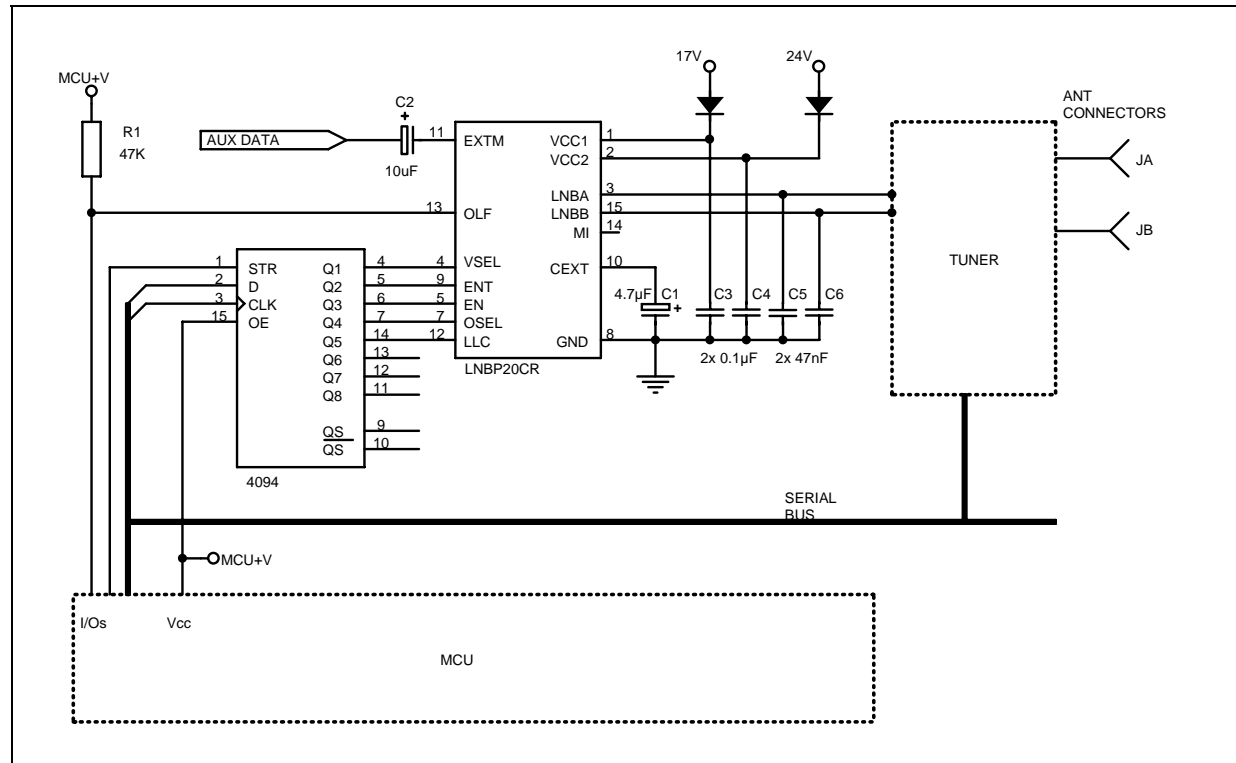 17V 24V
MCU+V
ANT
CONNECTORS
C2
+
R1
47K
AUX DATA
10uF
11 EXTM
VCC1 1
VCC2 2
JA
LNBA 3
13 OLF
LNBB 15
MI 14
JB
TUNER
1 STR Q1 4
4 VSEL
CEXT 10
2 D Q2 5
9 ENT
4.7µF C1 C3 C4 C5 C6
3 CLK Q3 6
5 EN
+
15 OE Q4 7
7 OSEL
Q5 14
12 LLC
GND 8
Q6 13
2x 0.1µF 2x 47nF
LNBP20CR
Q7 12
Q8 11
QS 9
QS 10
4094
SERIAL
BUS
MCU+V
I/Os Vcc
MCU